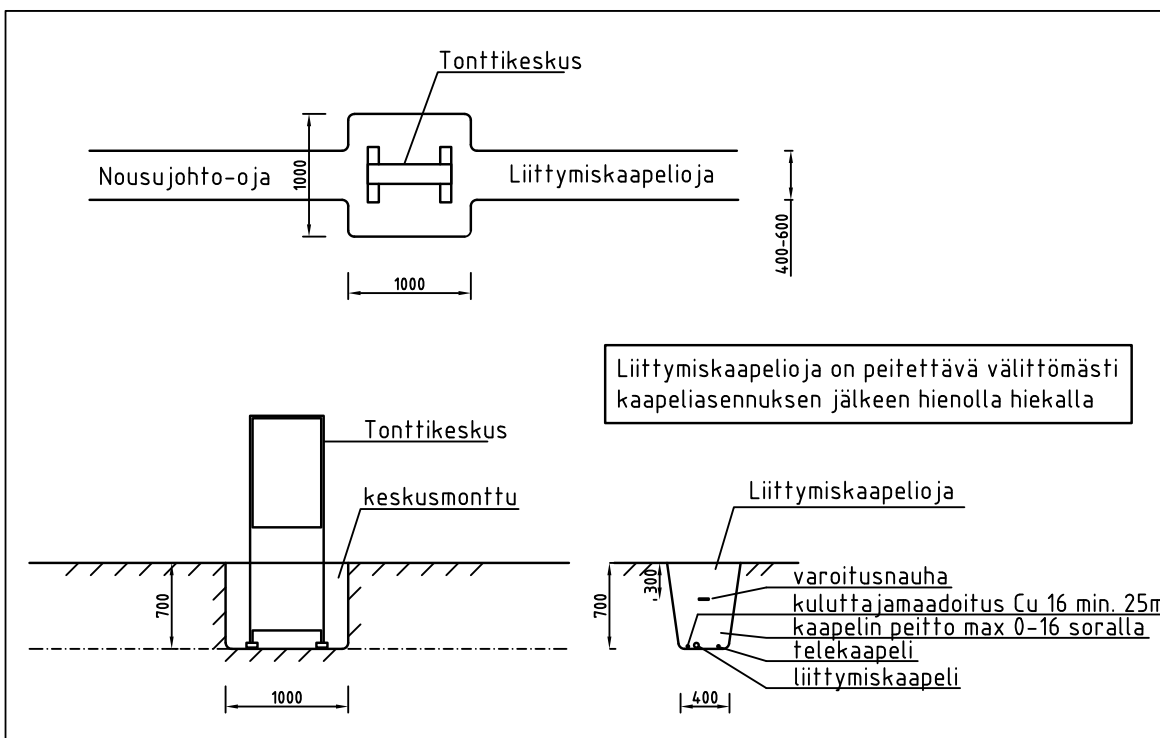 Tonttikeskus
Nousujohto-oja
1000
Liittymiskaapelioja
400-600
1000
Liittymiskaapelioja on peitettävä välittömästi
kaapeliasennuksen jälkeen hienolla hiekalla
Tonttikeskus
keskusmonttu
700
1000
Liittymiskaapelioja
700
300
varoitusnauha
kuluttajamaadoitus Cu 16 min. 25m
kaapelin peitto max 0-16 soralla
telekaapeli
liittymiskaapeli
400